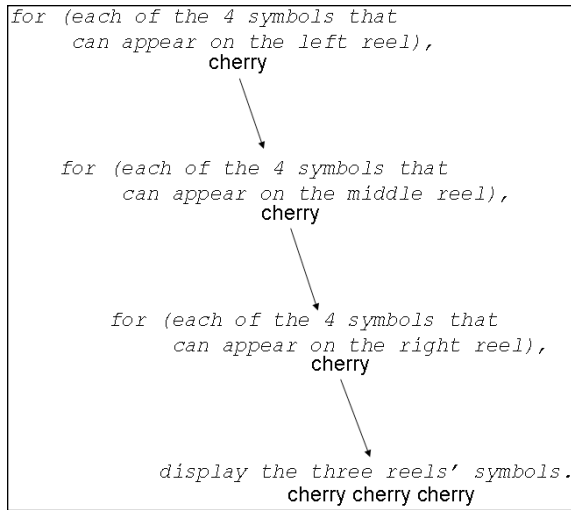 for (each of the 4 symbols that
can appear on the left reel),
cherry
for (each of the 4 symbols that
can appear on the middle reel),
cherry
for (each of the 4 symbols that
can appear on the right reel),
cherry
display the three reels’ symbols.
cherry cherry cherry